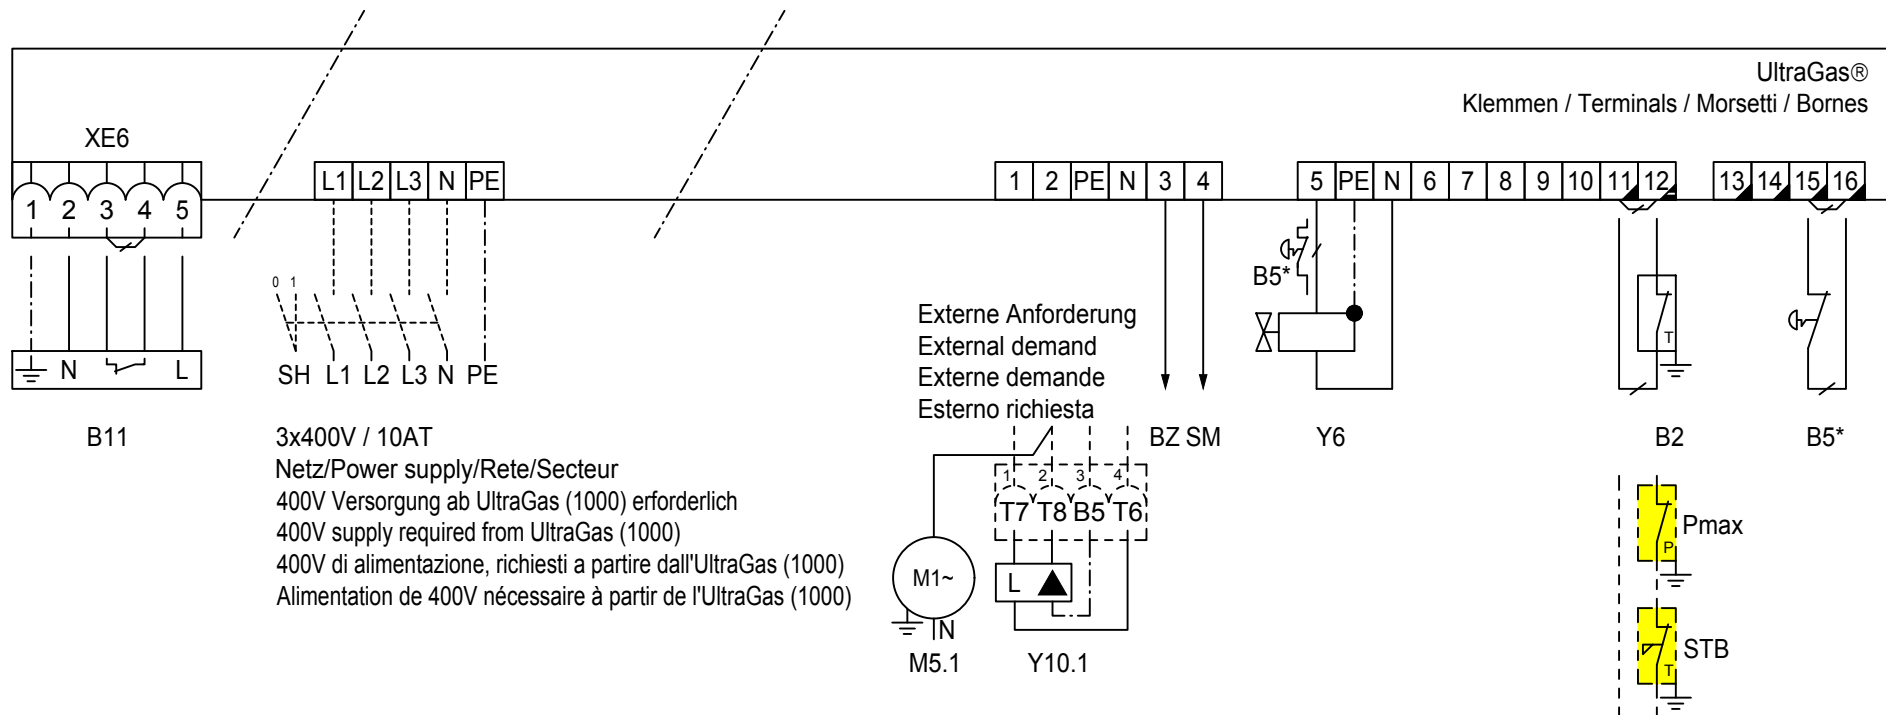 UltraGas®
Klemmen / Terminals / Morsetti / Bornes
XE6
1 2 3 4 5
L1 L2 L3 N PE
1 2 PE N 3 4
5 PE N 6 7 8 9 10 11 12
13 14 15 16
B5*
0 1
SH L1 L2 L3 N PE
N L
T
B11
3x400V / 10AT
Netz/Power supply/Rete/Secteur
400V Versorgung ab UltraGas (1000) erforderlich
400V supply required from UltraGas (1000)
400V di alimentazione, richiesti a partire dall'UltraGas (1000)
Alimentation de 400V nécessaire à partir de l'UltraGas (1000)
Externe Anforderung
External demand
Externe demande
Esterno richiesta
BZ SM
Y6
B2
B5*
1 2 3 4
T7 T8 B5 T6
M1~
L
N
M5.1
Y10.1
Pmax
P
STB
T